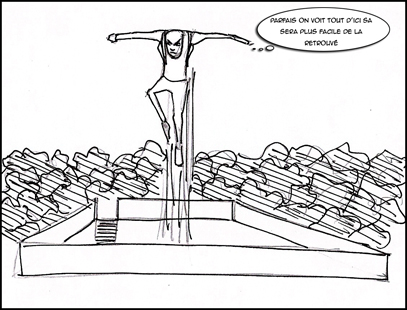 PARFAIS ON VOIT TOUT D'ICI SA
SERA PLUS FACILE DE LA
RETROUVÉ